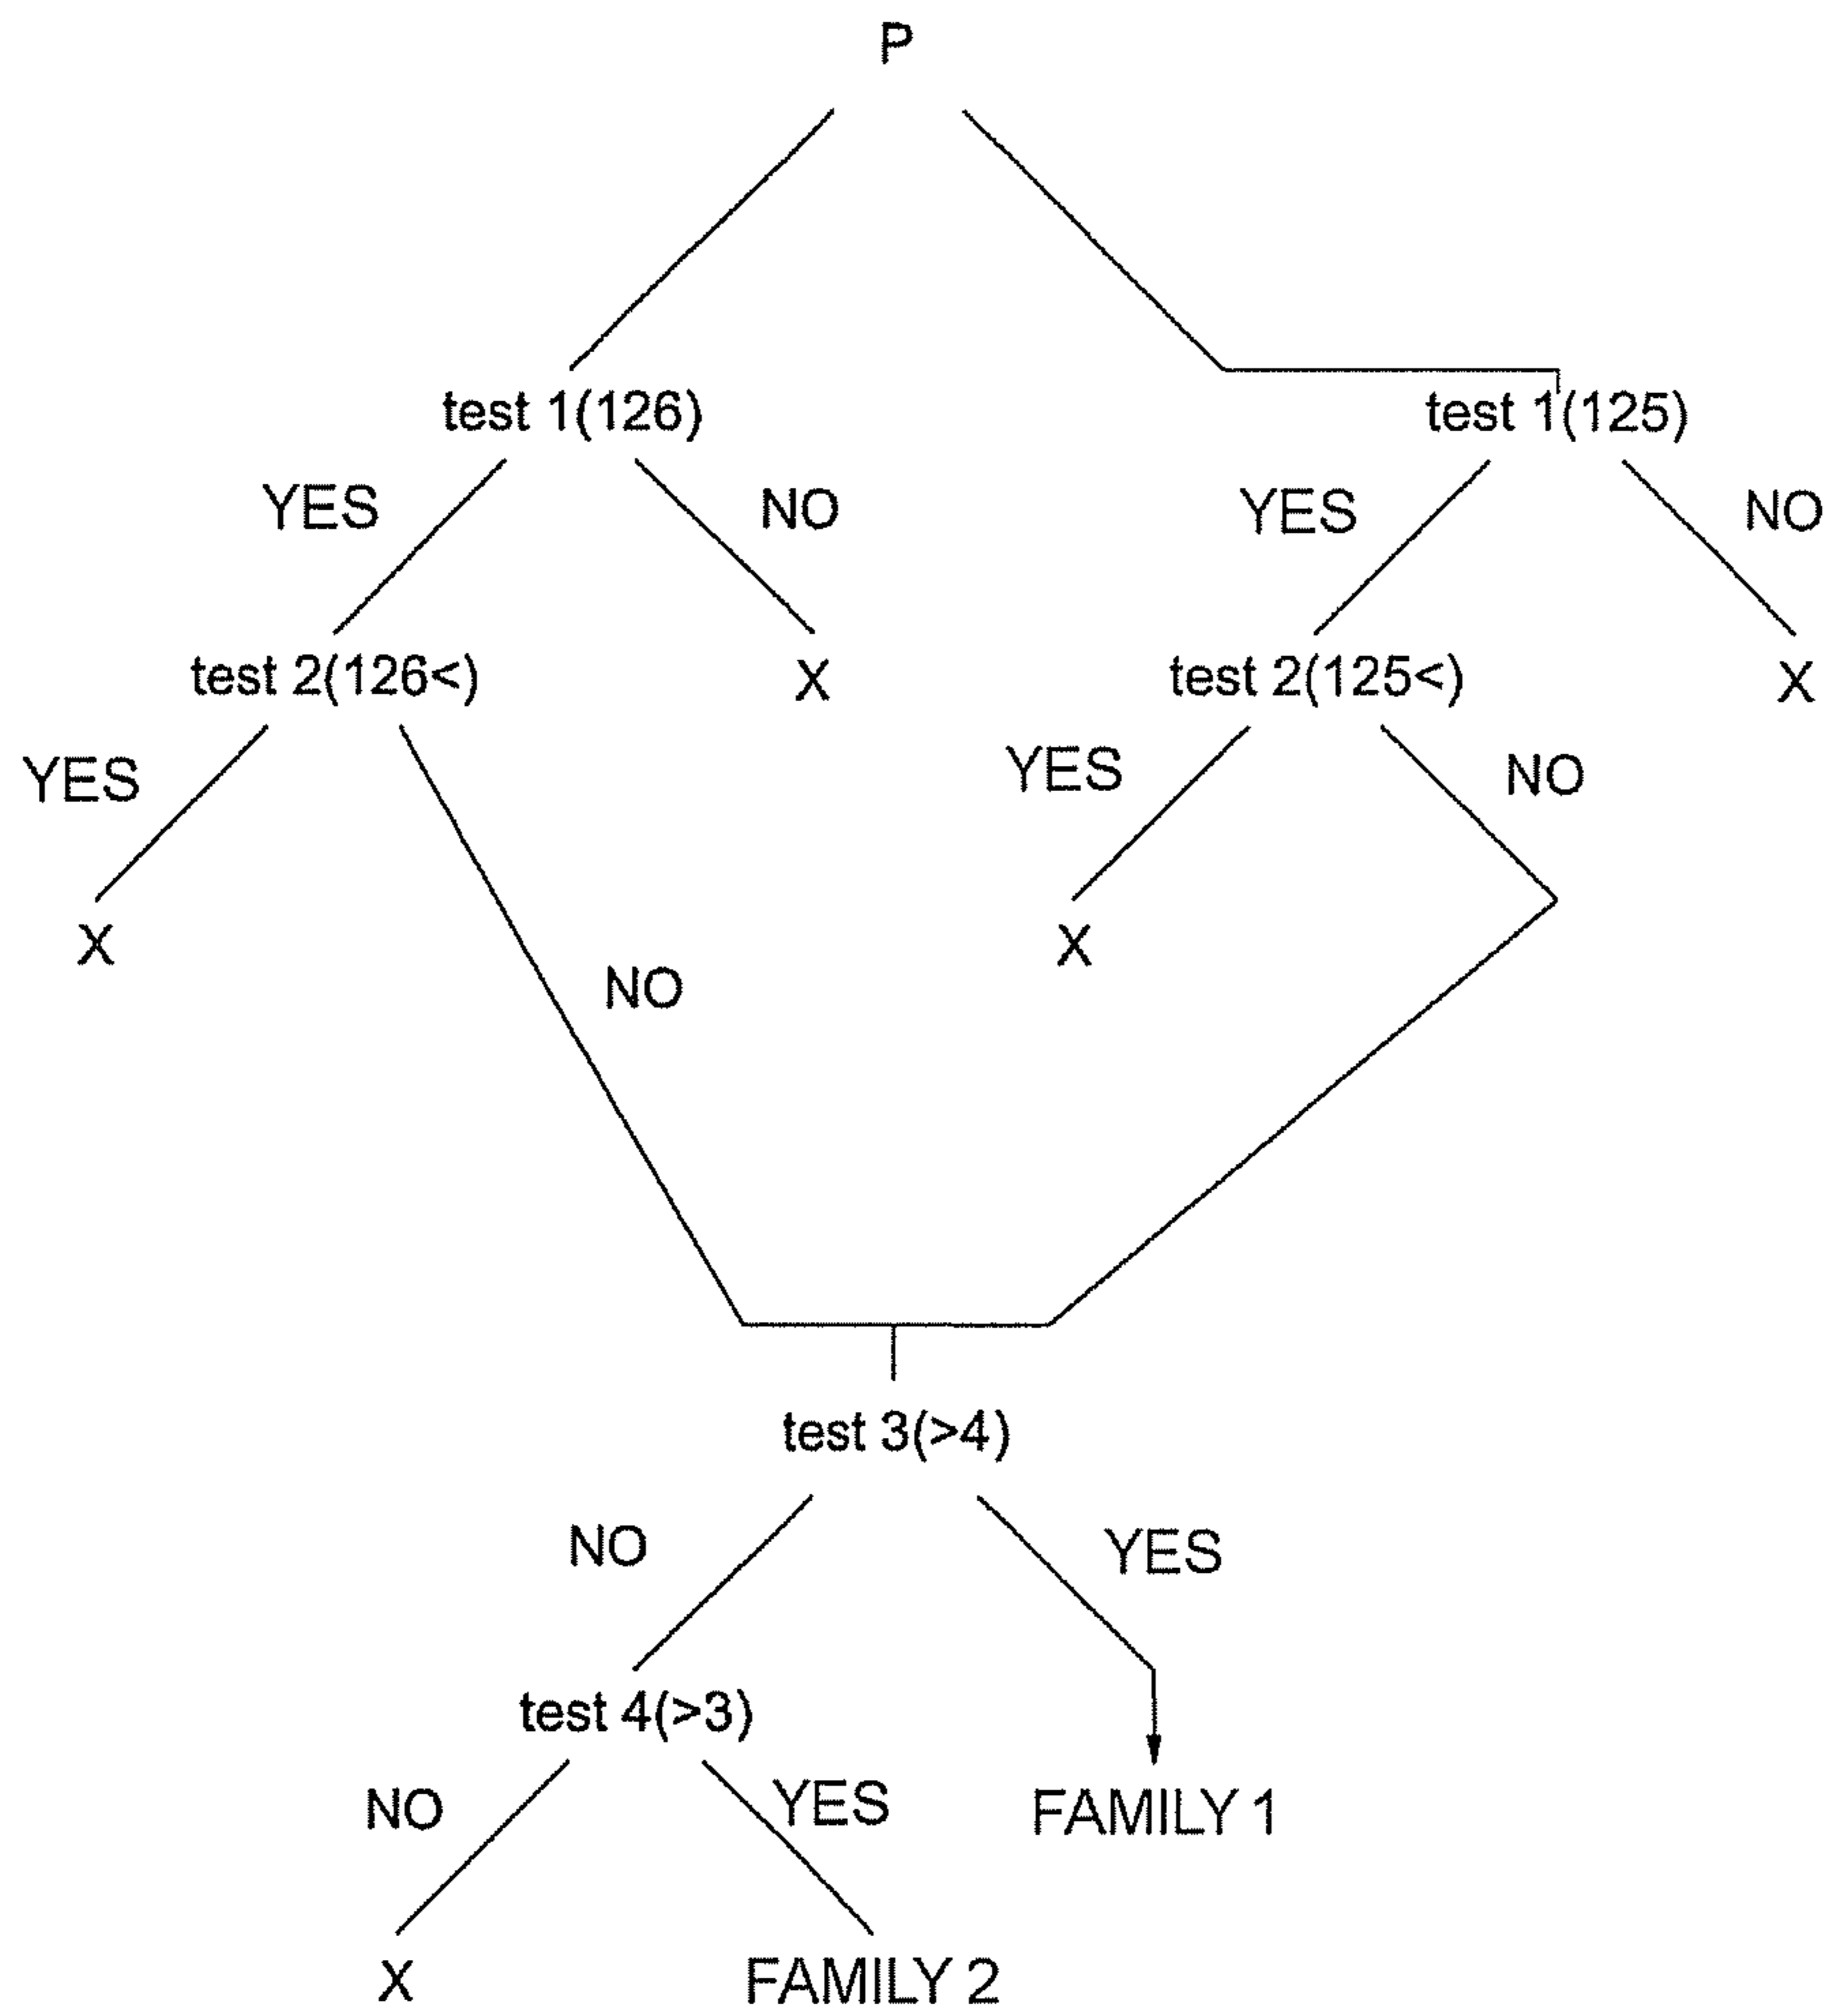 P
test 1(126)
test 1(125)
YES
NO
YES
NO
test 2(126<)
X
test 2(125<)
X
YES
YES
NO
X
X
NO
test 3(>4)
NO
YES
test 4(>3)
NO
YES
FAMILY 1
X
FAMILY 2